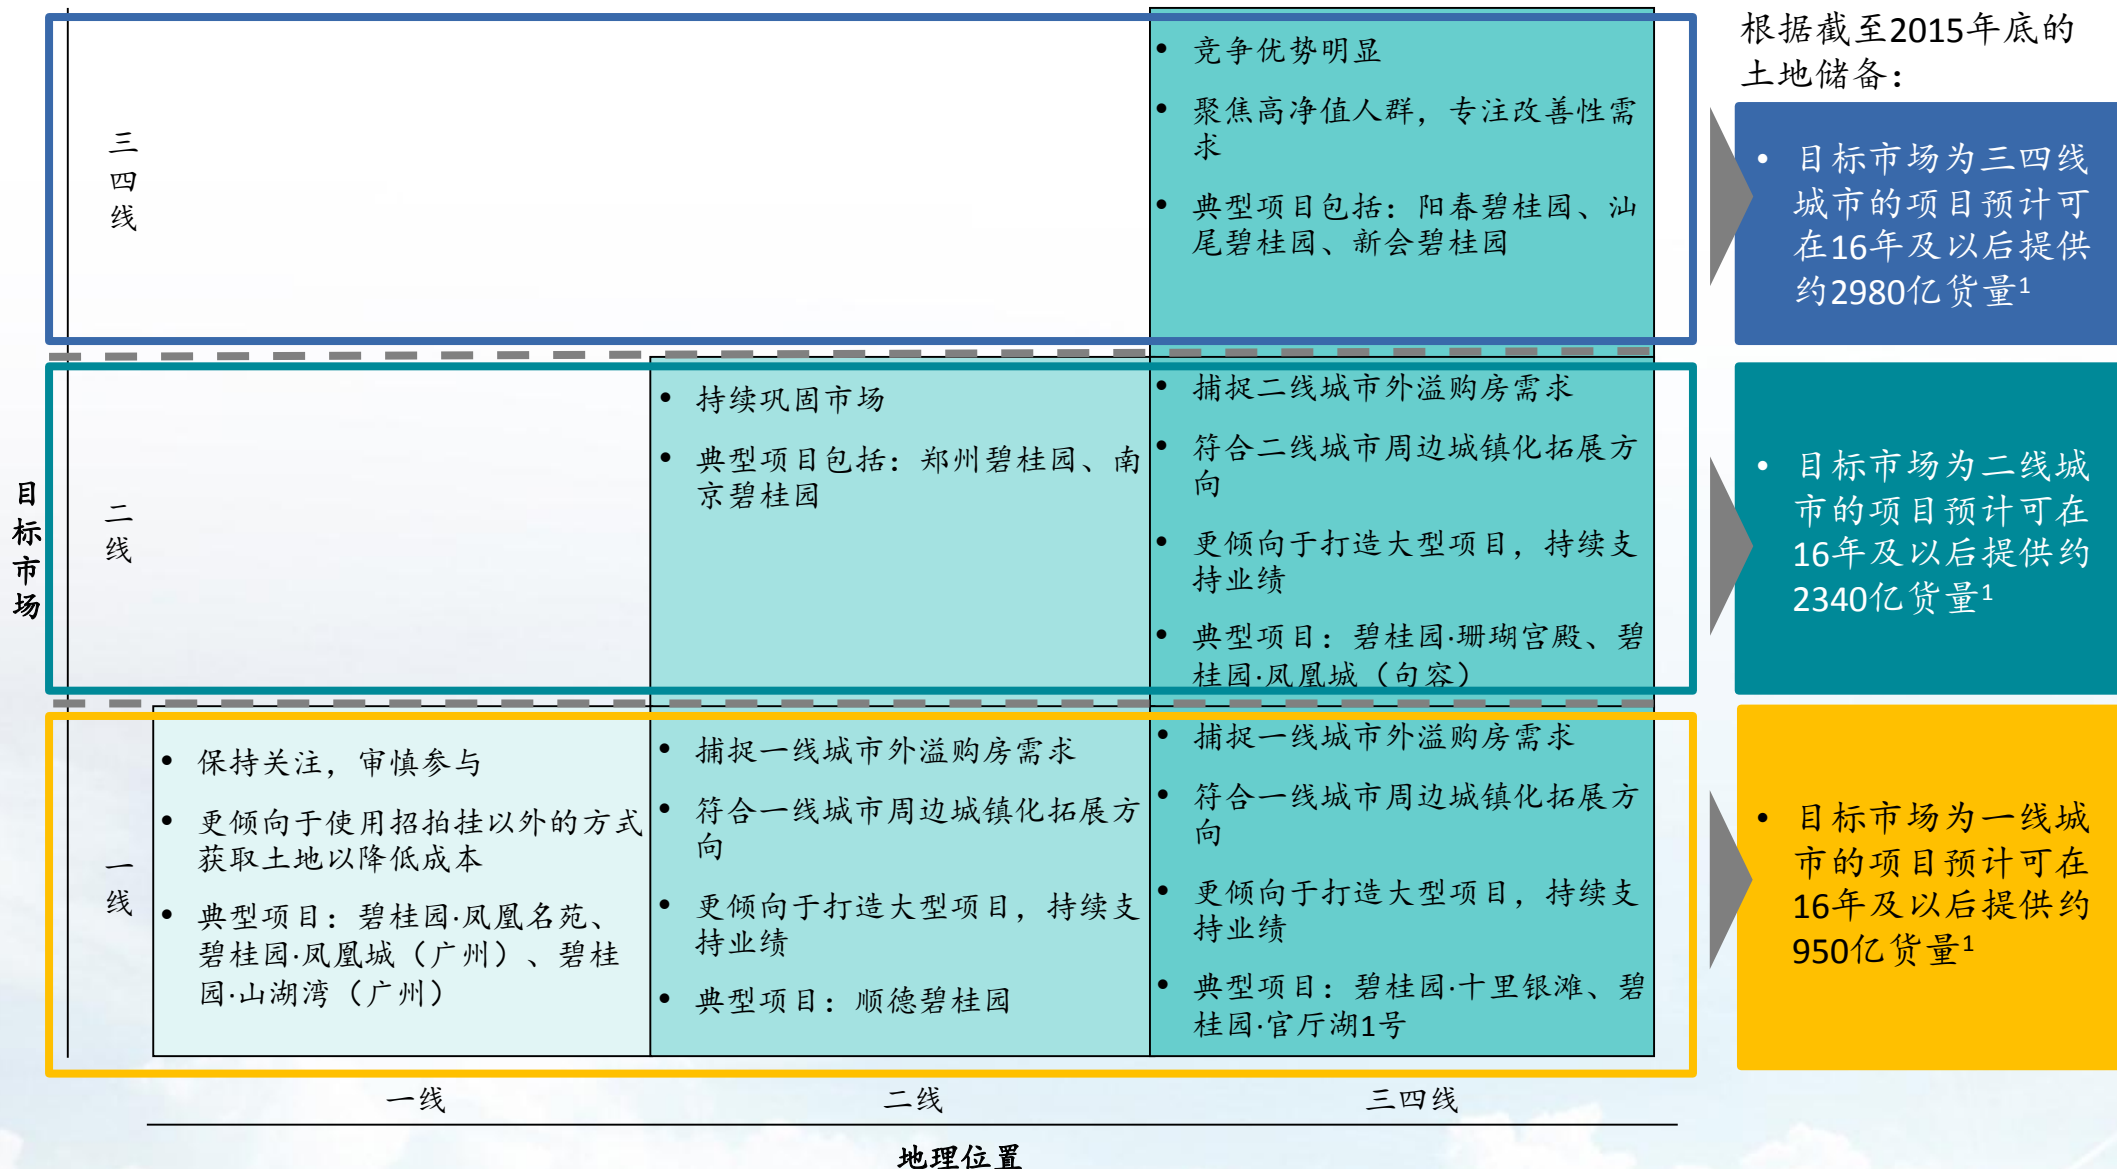 根据截至2015年底的
土地储备：
目标市场
三四线
• 竞争优势明显
• 聚焦高净值人群，专注改善性需
求
• 典型项目包括：阳春碧桂园、汕
尾碧桂园、新会碧桂园
• 目标市场为三四线
城市的项目预计可
在16年及以后提供
约2980亿货量1
二线
• 持续巩固市场
• 典型项目包括：郑州碧桂园、南
京碧桂园
• 捕捉二线城市外溢购房需求
• 符合二线城市周边城镇化拓展方
向
• 更倾向于打造大型项目，持续支
持业绩
• 典型项目：碧桂园·珊瑚宫殿、碧
桂园·凤凰城（句容）
• 目标市场为二线城
市的项目预计可在
16年及以后提供约
2340亿货量1
一线
• 保持关注，审慎参与
• 更倾向于使用招拍挂以外的方式
获取土地以降低成本
• 典型项目：碧桂园·凤凰名苑、
碧桂园·凤凰城（广州）、碧桂
园·山湖湾（广州）
• 捕捉一线城市外溢购房需求
• 符合一线城市周边城镇化拓展方
向
• 更倾向于打造大型项目，持续支
持业绩
• 典型项目：顺德碧桂园
• 捕捉一线城市外溢购房需求
• 符合一线城市周边城镇化拓展方
向
• 更倾向于打造大型项目，持续支
持业绩
• 典型项目：碧桂园·十里银滩、碧
桂园·官厅湖1号
• 目标市场为一线城
市的项目预计可在
16年及以后提供约
950亿货量1
一线
二线
三四线
地理位置